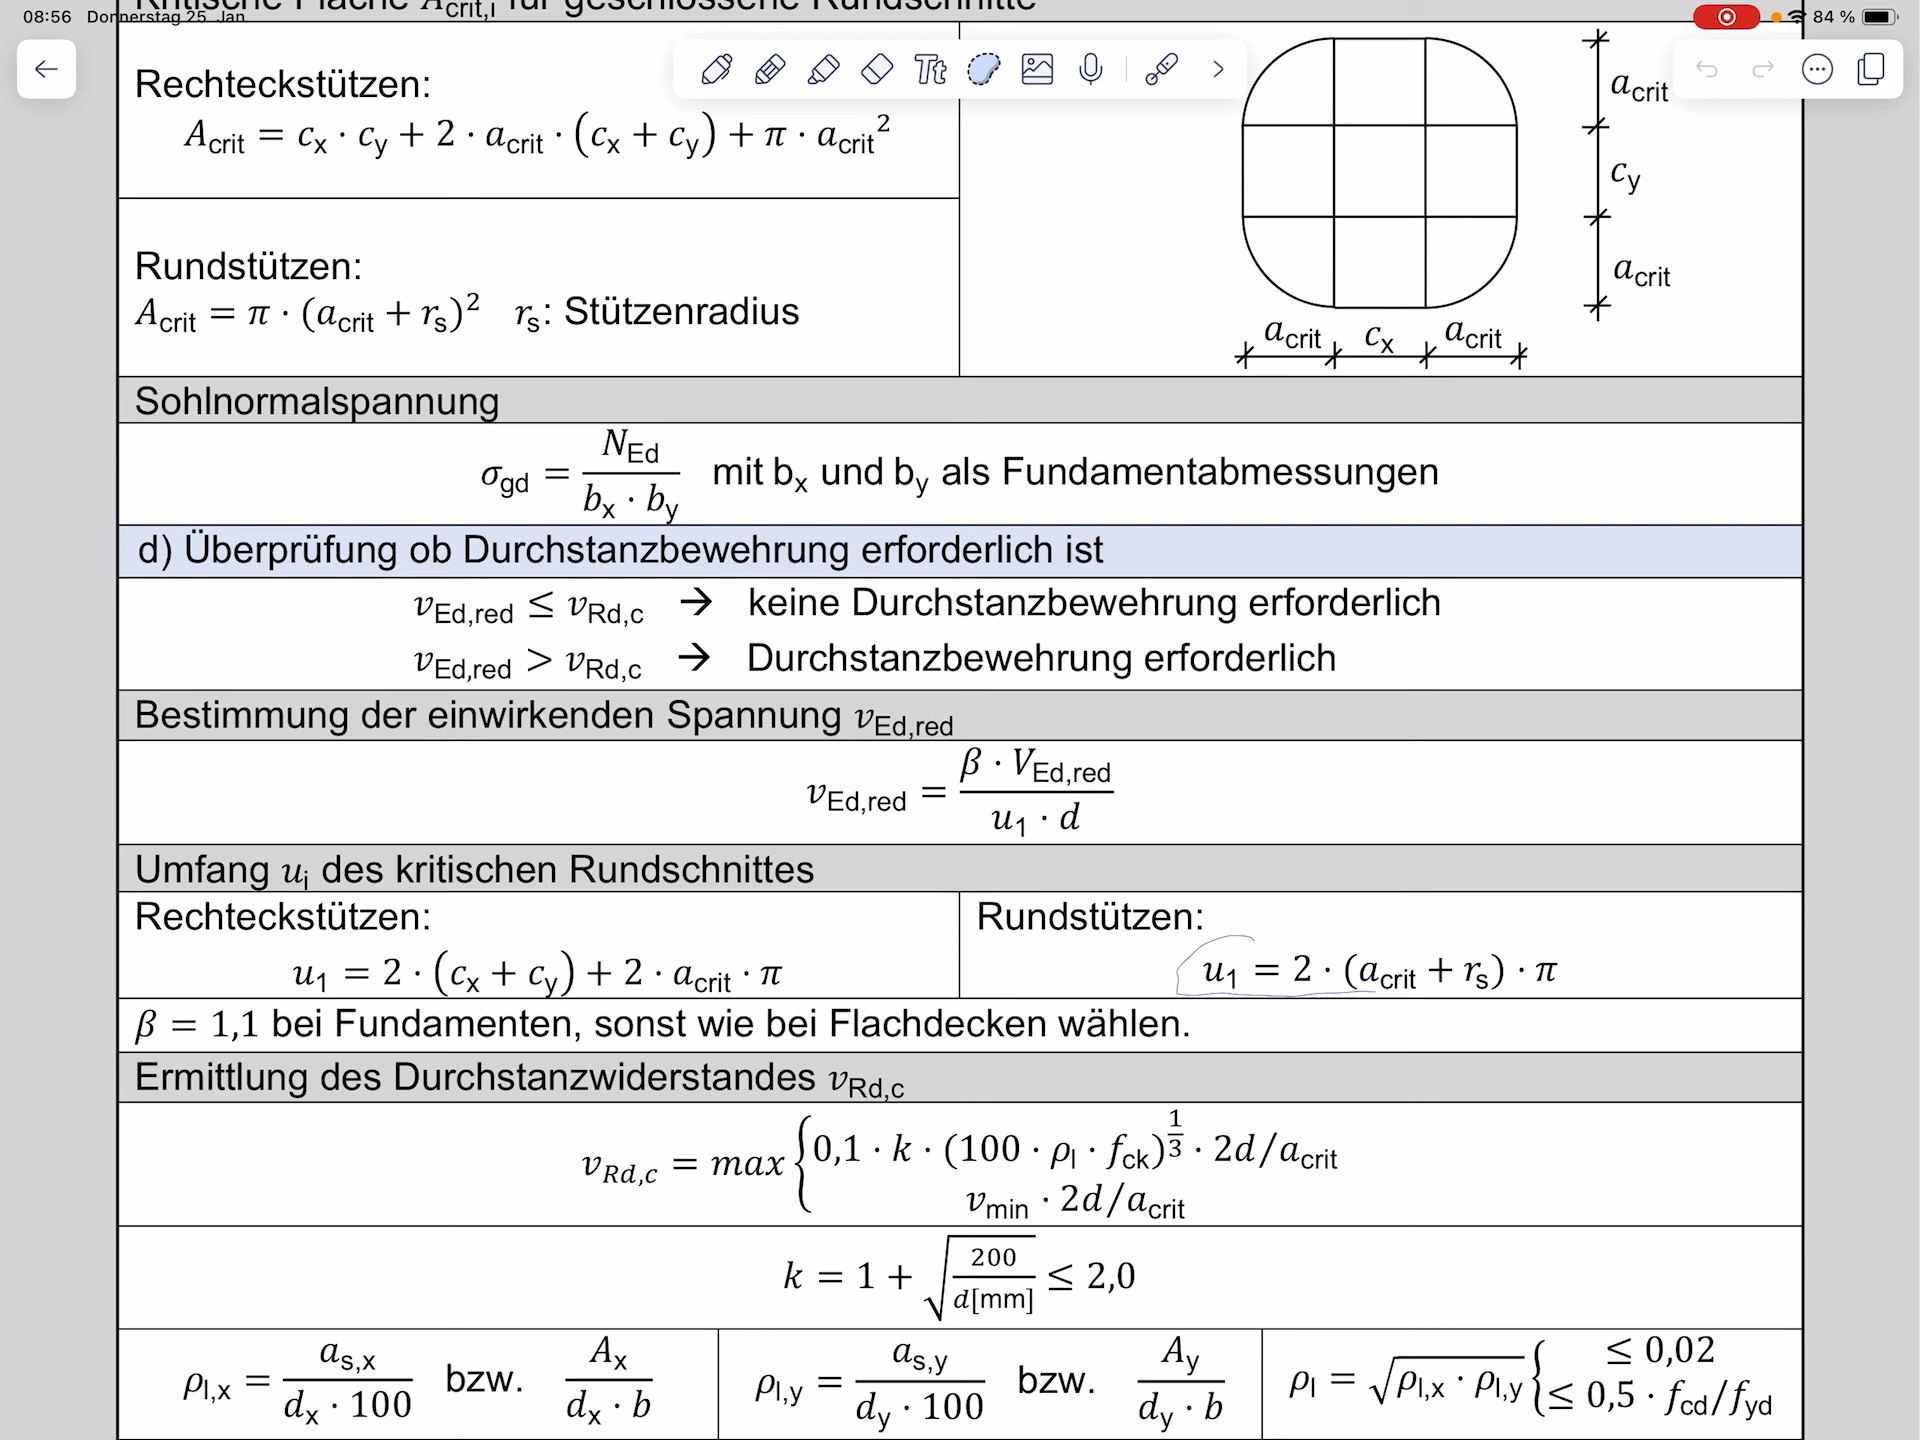 08:56 Donnerstag 25. Jan.
84 %
Kritische Fläche A_crit,i für geschlossene Rundschnitte
Tt
Rechteckstützen:
A_crit = c_x · c_y + 2 · a_crit · (c_x + c_y) + π · a_crit²
Rundstützen:
A_crit = π · (a_crit + r_s)² r_s: Stützenradius
a_crit
c_y
a_crit
a_crit c_x a_crit
Sohlnormalspannung
σ_gd = N_Ed / (b_x · b_y) mit b_x und b_y als Fundamentabmessungen
d) Überprüfung ob Durchstanzbewehrung erforderlich ist
v_Ed,red ≤ v_Rd,c → keine Durchstanzbewehrung erforderlich
v_Ed,red > v_Rd,c → Durchstanzbewehrung erforderlich
Bestimmung der einwirkenden Spannung v_Ed,red
v_Ed,red = (β · V_Ed,red) / (u_1 · d)
Umfang u_i des kritischen Rundschnittes
Rechteckstützen:
u_1 = 2 · (c_x + c_y) + 2 · a_crit · π
Rundstützen:
u_1 = 2 · (a_crit + r_s) · π
β = 1,1 bei Fundamenten, sonst wie bei Flachdecken wählen.
Ermittlung des Durchstanzwiderstandes v_Rd,c
v_Rd,c = max { 0,1 · k · (100 · ρ_l · f_ck)^(1/3) · 2d/a_crit
v_min · 2d/a_crit
k = 1 + √(200 / d[mm]) ≤ 2,0
ρ_l,x = a_s,x / (d_x · 100) bzw. A_x / (d_x · b)
ρ_l,y = a_s,y / (d_y · 100) bzw. A_y / (d_y · b)
ρ_l = √(ρ_l,x · ρ_l,y) { ≤ 0,02
≤ 0,5 · f_cd/f_yd